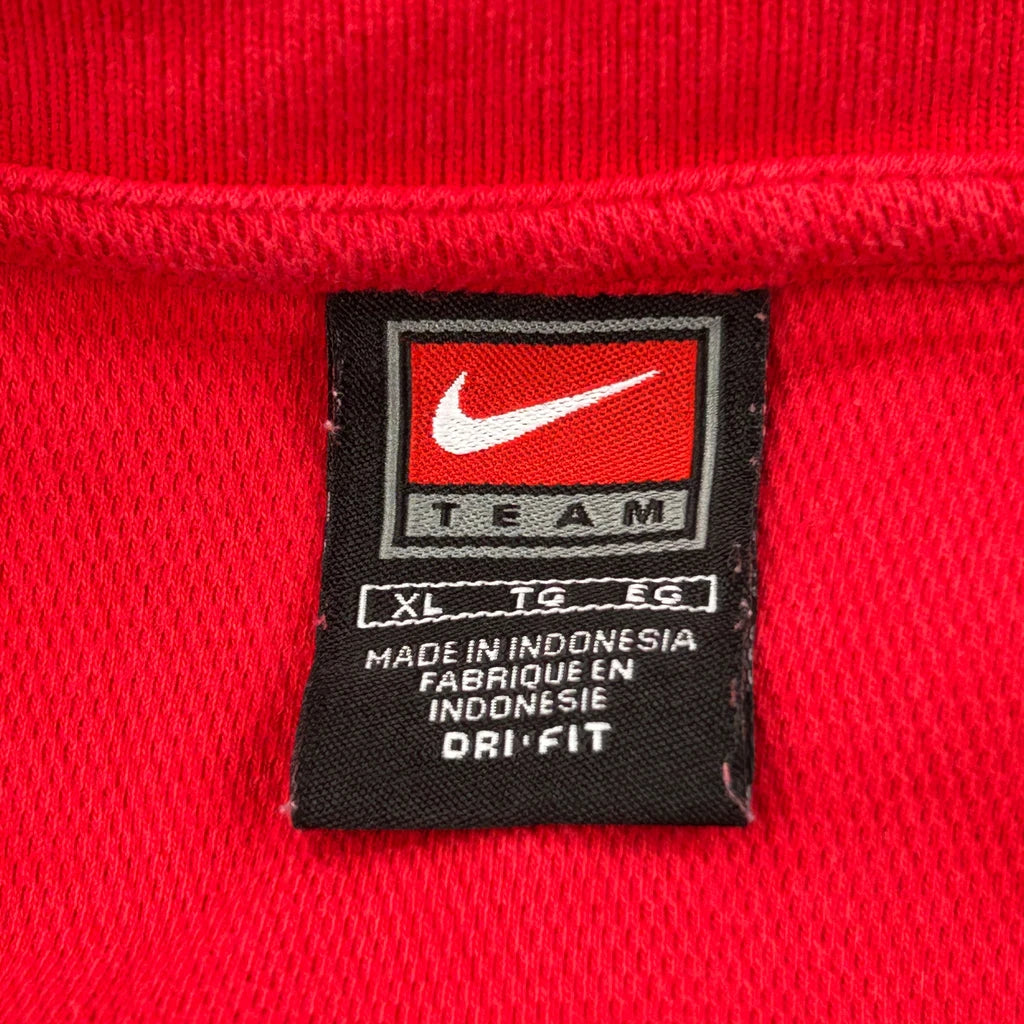 TEAM
XL TG EG
MADE IN INDONESIA
FABRIQUE EN
INDONESIE
DRI•FIT